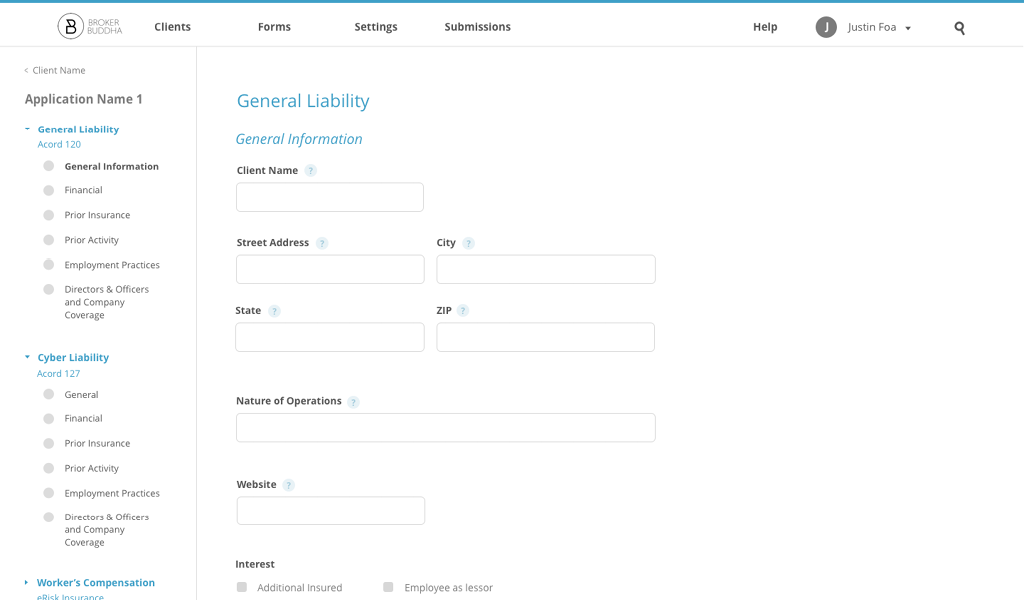 BROKER
BUDDHA
Clients
Forms
Settings
Submissions
Help
J
Justin Foa
< Client Name
Application Name 1
General Liability
Acord 120
General Information
Financial
Prior Insurance
Prior Activity
Employment Practices
Directors & Officers
and Company
Coverage
Cyber Liability
Acord 127
General
Financial
Prior Insurance
Prior Activity
Employment Practices
Directors & Officers
and Company
Coverage
Worker's Compensation
eRisk Insurance
General Liability
General Information
Client Name ?
Street Address ?
City ?
State ?
ZIP ?
Nature of Operations ?
Website ?
Interest
Additional Insured
Employee as lessor